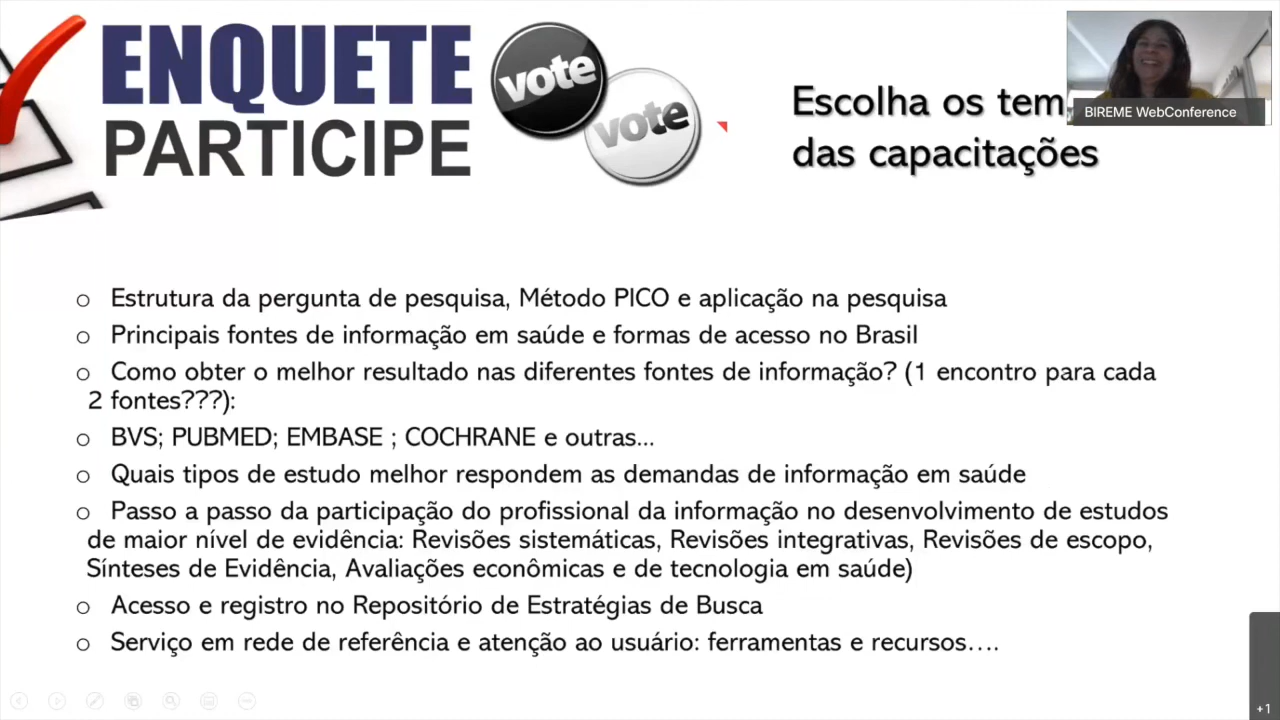 ENQUETE
PARTICIPE
vote
vote
Escolha os tem
das capacitações
BIREME WebConference
○ Estrutura da pergunta de pesquisa, Método PICO e aplicação na pesquisa
○ Principais fontes de informação em saúde e formas de acesso no Brasil
○ Como obter o melhor resultado nas diferentes fontes de informação? (1 encontro para cada
2 fontes???):
○ BVS; PUBMED; EMBASE ; COCHRANE e outras...
○ Quais tipos de estudo melhor respondem as demandas de informação em saúde
○ Passo a passo da participação do profissional da informação no desenvolvimento de estudos
de maior nível de evidência: Revisões sistemáticas, Revisões integrativas, Revisões de escopo,
Sínteses de Evidência, Avaliações econômicas e de tecnologia em saúde)
○ Acesso e registro no Repositório de Estratégias de Busca
○ Serviço em rede de referência e atenção ao usuário: ferramentas e recursos....
+1